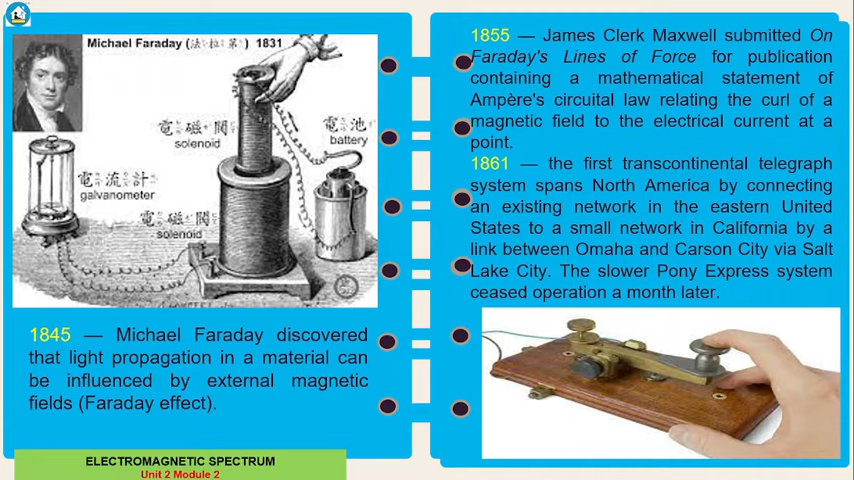 Michael Faraday (法拉第) 1831
電磁閥
solenoid
電池
battery
電流計
galvanometer
電磁閥
solenoid
1845 — Michael Faraday discovered
that light propagation in a material can
be influenced by external magnetic
fields (Faraday effect).
ELECTROMAGNETIC SPECTRUM
Unit 2 Module 2
1855 — James Clerk Maxwell submitted On
Faraday's Lines of Force for publication
containing a mathematical statement of
Ampère's circuital law relating the curl of a
magnetic field to the electrical current at a
point.
1861 — the first transcontinental telegraph
system spans North America by connecting
an existing network in the eastern United
States to a small network in California by a
link between Omaha and Carson City via Salt
Lake City. The slower Pony Express system
ceased operation a month later.